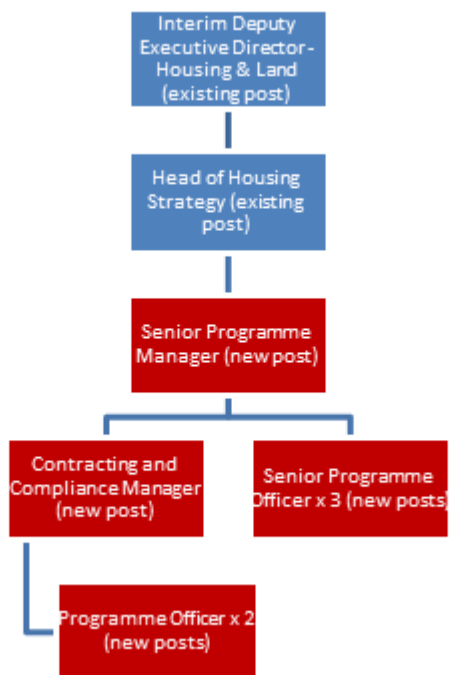 Interim Deputy
Executive Director-
Housing & Land
(existing post)
Head of Housing
Strategy (existing
post)
Senior Programme
Manager (new post)
Contracting and
Compliance Manager
(new post)
Senior Programme
Officer x 3 (new posts)
Programme Officer x 2
(new posts)